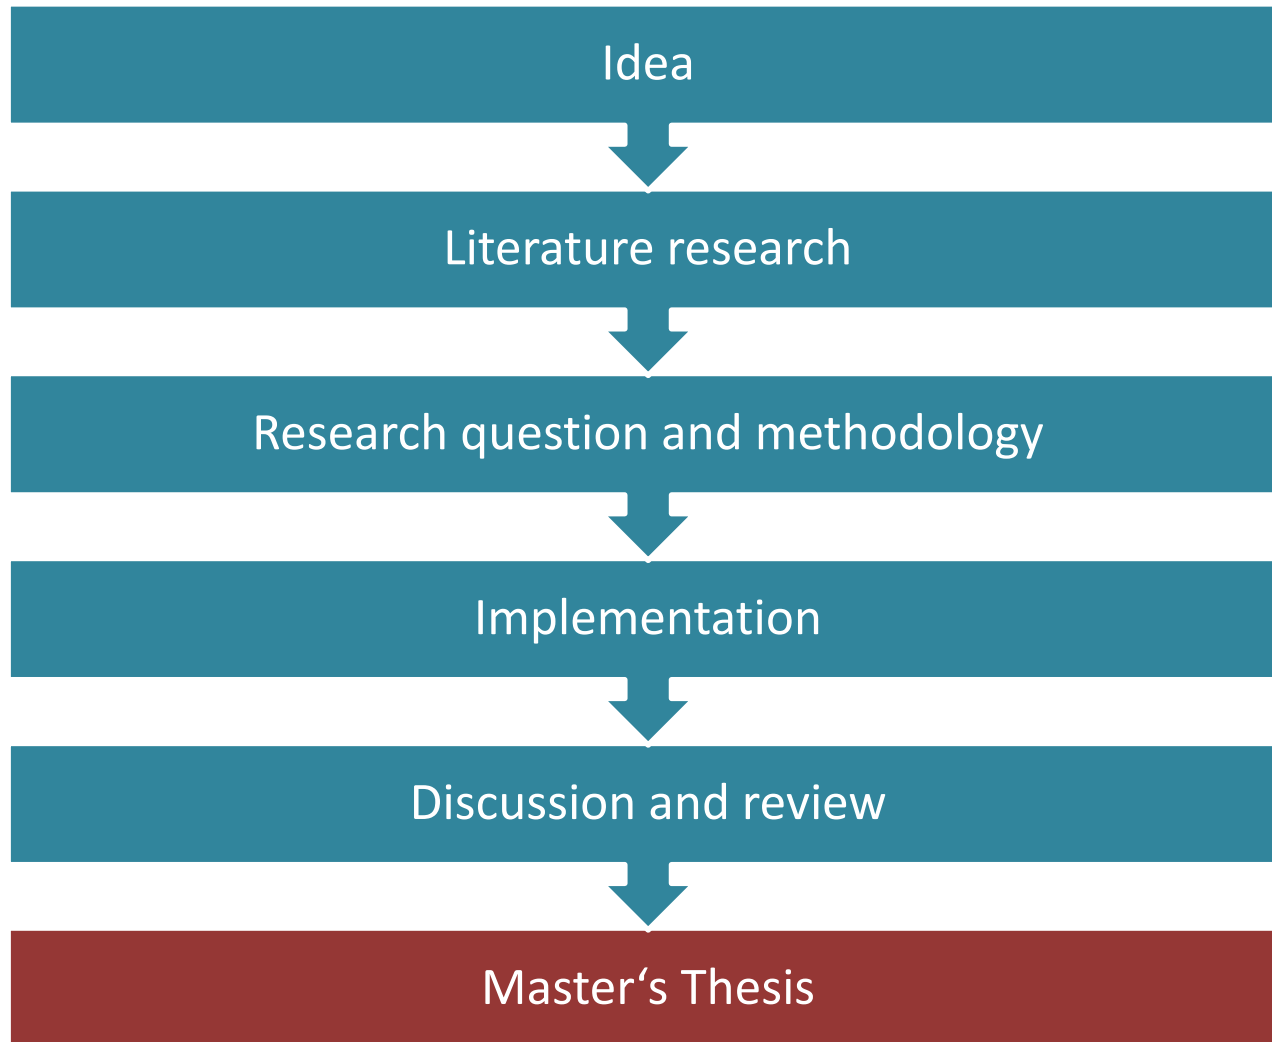 Idea
Literature research
Research question and methodology
Implementation
Discussion and review
Master‘s Thesis